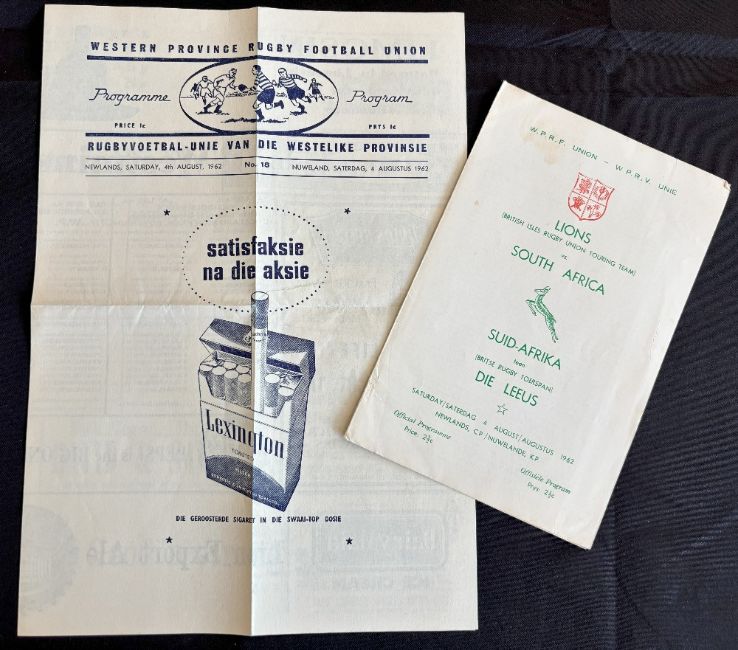 WESTERN PROVINCE RUGBY FOOTBALL UNION
Programme
Program
PRICE 1c
PRYS 1c
RUGBYVOETBAL-UNIE VAN DIE WESTELIKE PROVINSIE
NEWLANDS, SATURDAY, 4th AUGUST, 1962
No. 18
NUWELAND, SATERDAG, 4 AUGUSTUS 1962
satisfaksie
na die aksie
Lexington
DIE GEROOSTERDE SIGARET IN DIE SWAAI-TOP DOSIE
W.P.R.F. UNION – W.P.R.V. UNIE
LIONS
(BRITISH ISLES RUGBY UNION TOURING TEAM)
vs.
SOUTH AFRICA
SUID-AFRIKA
teen
(BRITSE RUGBY TOERSPAN)
DIE LEEUS
SATURDAY/SATERDAG 4 AUGUST/AUGUSTUS 1962
NEWLANDS, C.P./NUWELANDE, K.P.
Official Programme
Price 2½c
Offisiële Program
Prys 2½c